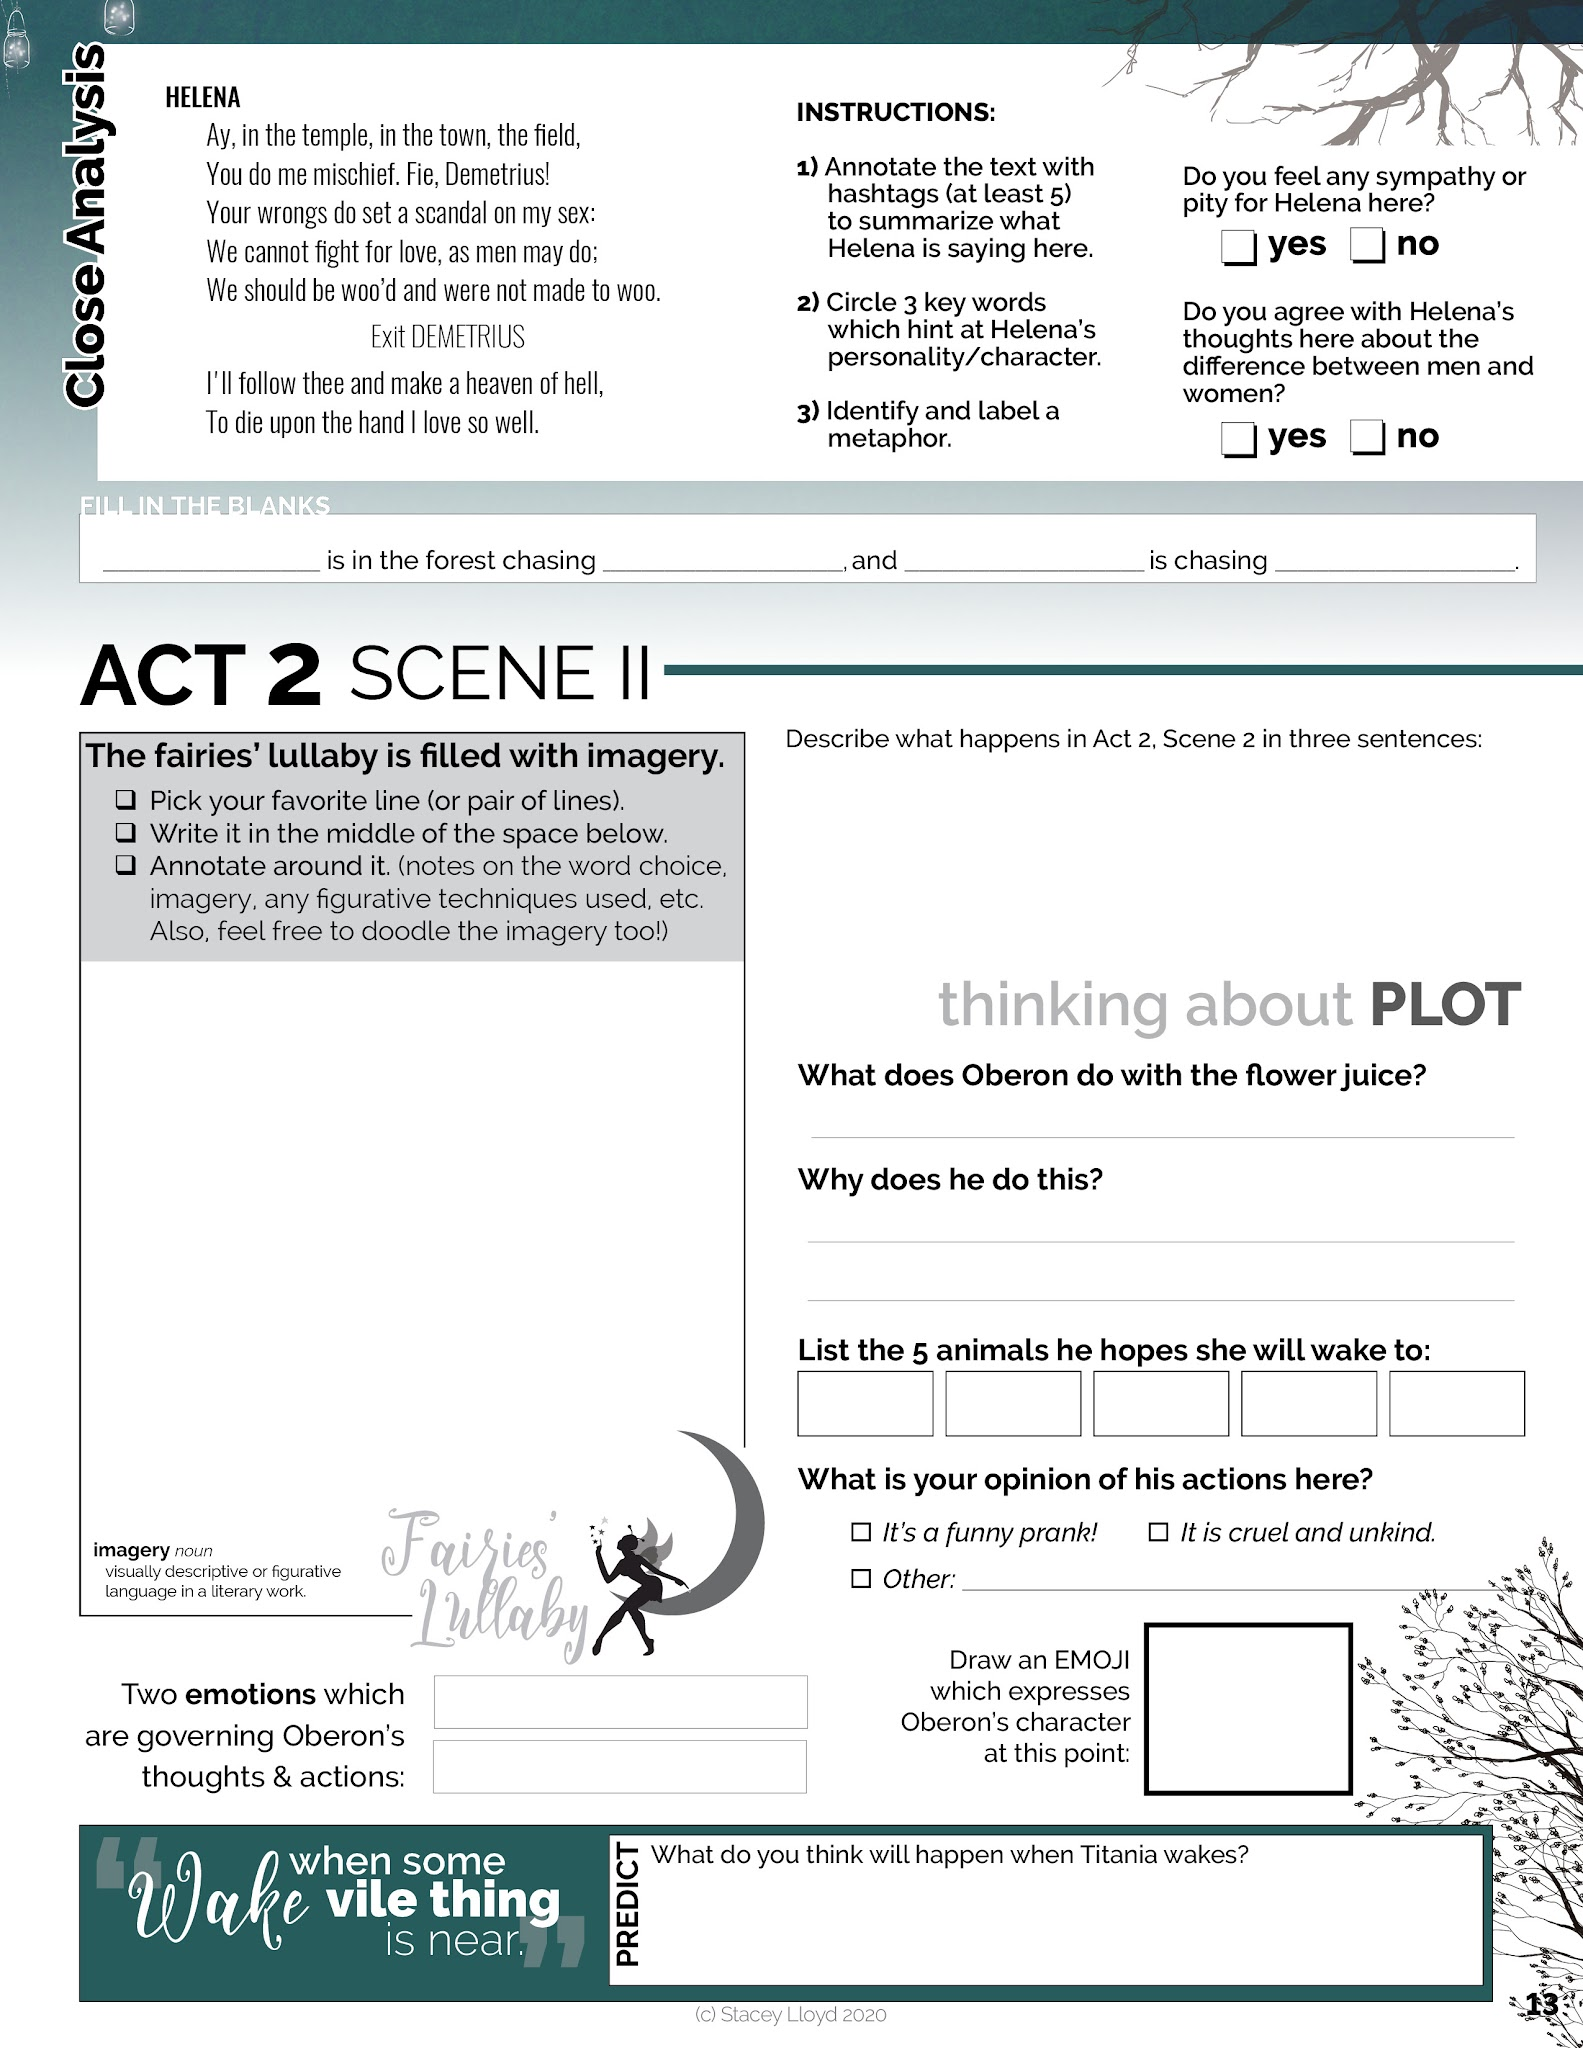 Close Analysis
HELENA
Ay, in the temple, in the town, the field,
You do me mischief. Fie, Demetrius!
Your wrongs do set a scandal on my sex:
We cannot fight for love, as men may do;
We should be woo'd and were not made to woo.
Exit DEMETRIUS
I'll follow thee and make a heaven of hell,
To die upon the hand I love so well.
INSTRUCTIONS:
1) Annotate the text with
hashtags (at least 5)
to summarize what
Helena is saying here.
2) Circle 3 key words
which hint at Helena's
personality/character.
3) Identify and label a
metaphor.
Do you feel any sympathy or
pity for Helena here?
yes no
Do you agree with Helena's
thoughts here about the
difference between men and
women?
yes no
FILL IN THE BLANKS
__________ is in the forest chasing __________, and __________ is chasing __________.
ACT 2 SCENE II
The fairies' lullaby is filled with imagery.
❑ Pick your favorite line (or pair of lines).
❑ Write it in the middle of the space below.
❑ Annotate around it. (notes on the word choice,
imagery, any figurative techniques used, etc.
Also, feel free to doodle the imagery too!)
imagery noun
visually descriptive or figurative
language in a literary work.
Fairies'
Lullaby
Describe what happens in Act 2, Scene 2 in three sentences:
thinking about PLOT
What does Oberon do with the flower juice?
Why does he do this?
List the 5 animals he hopes she will wake to:
What is your opinion of his actions here?
☐ It's a funny prank! ☐ It is cruel and unkind.
☐ Other: __________
Two emotions which
are governing Oberon's
thoughts & actions:
Draw an EMOJI
which expresses
Oberon's character
at this point:
“Wake when some
vile thing
is near.”
PREDICT
What do you think will happen when Titania wakes?
(c) Stacey Lloyd 2020
13